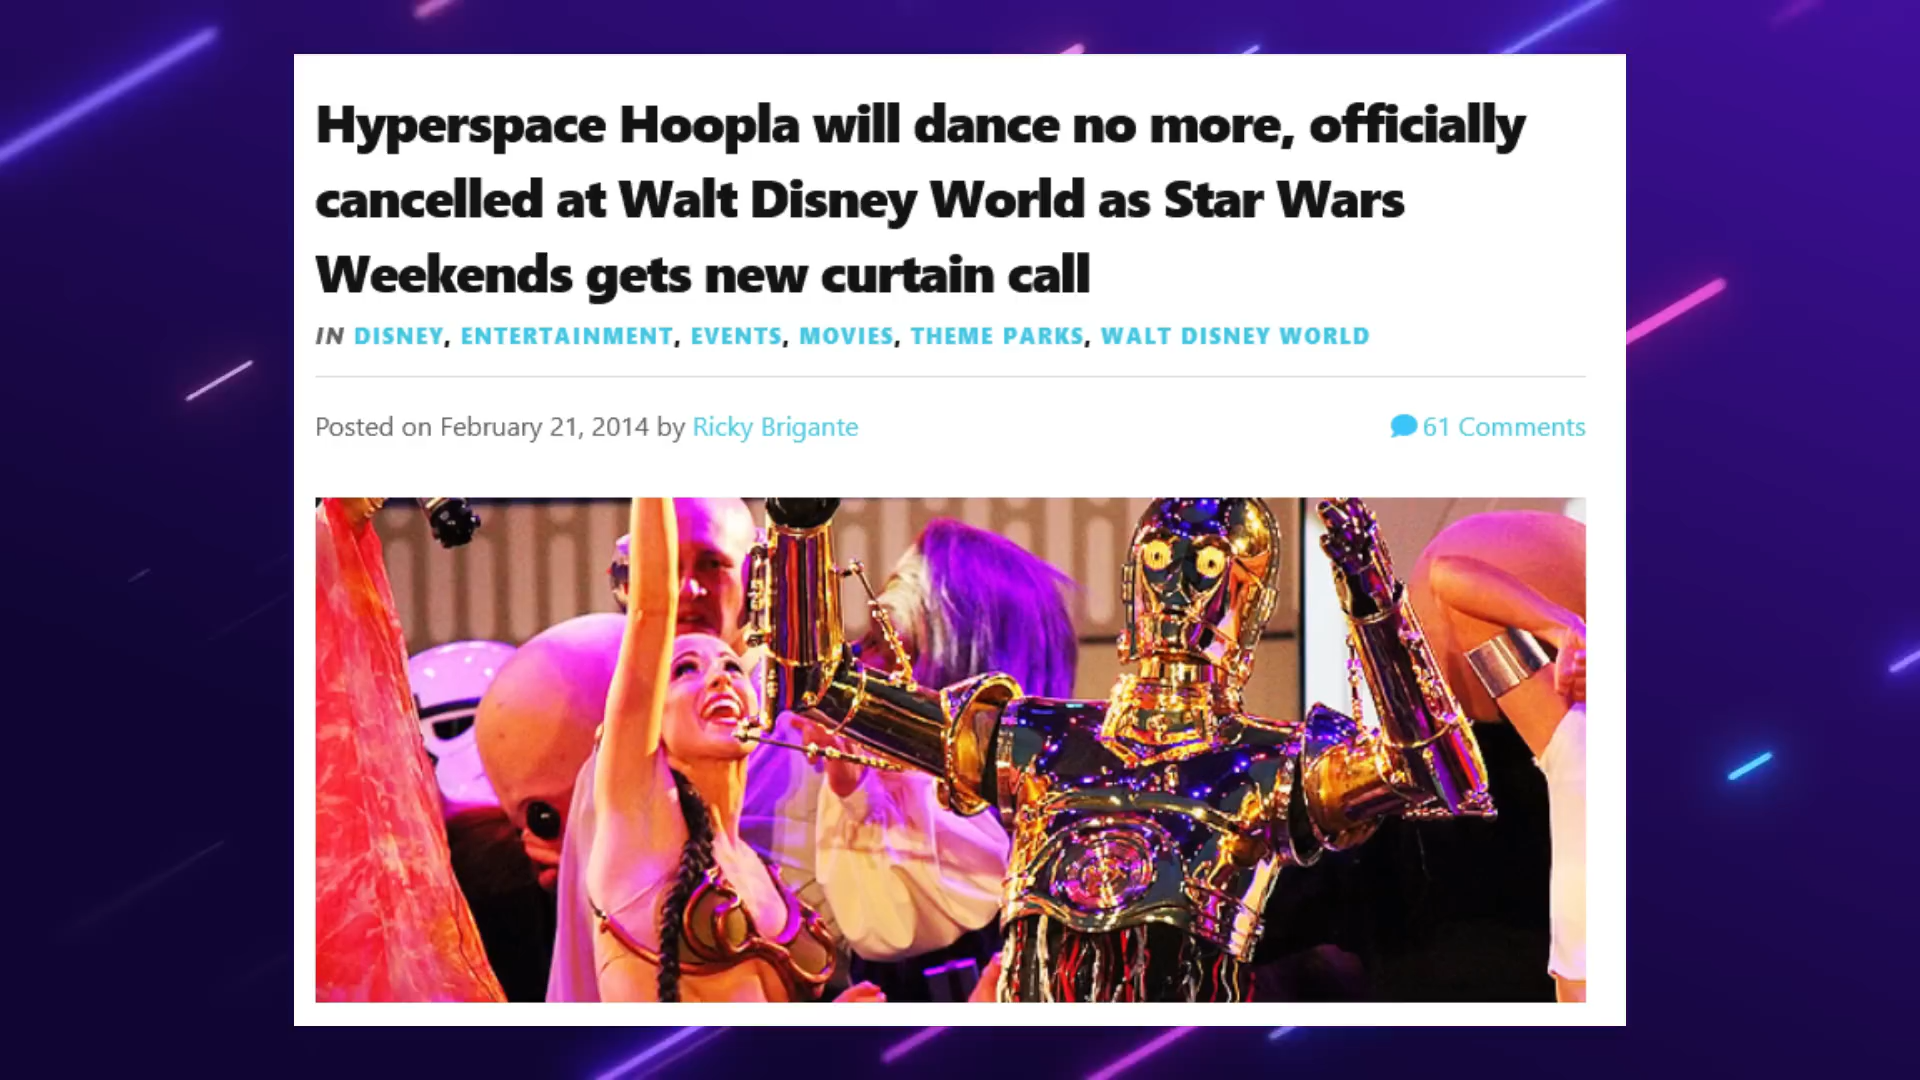 Hyperspace Hoopla will dance no more, officially
cancelled at Walt Disney World as Star Wars
Weekends gets new curtain call
IN DISNEY, ENTERTAINMENT, EVENTS, MOVIES, THEME PARKS, WALT DISNEY WORLD
Posted on February 21, 2014 by Ricky Brigante
61 Comments